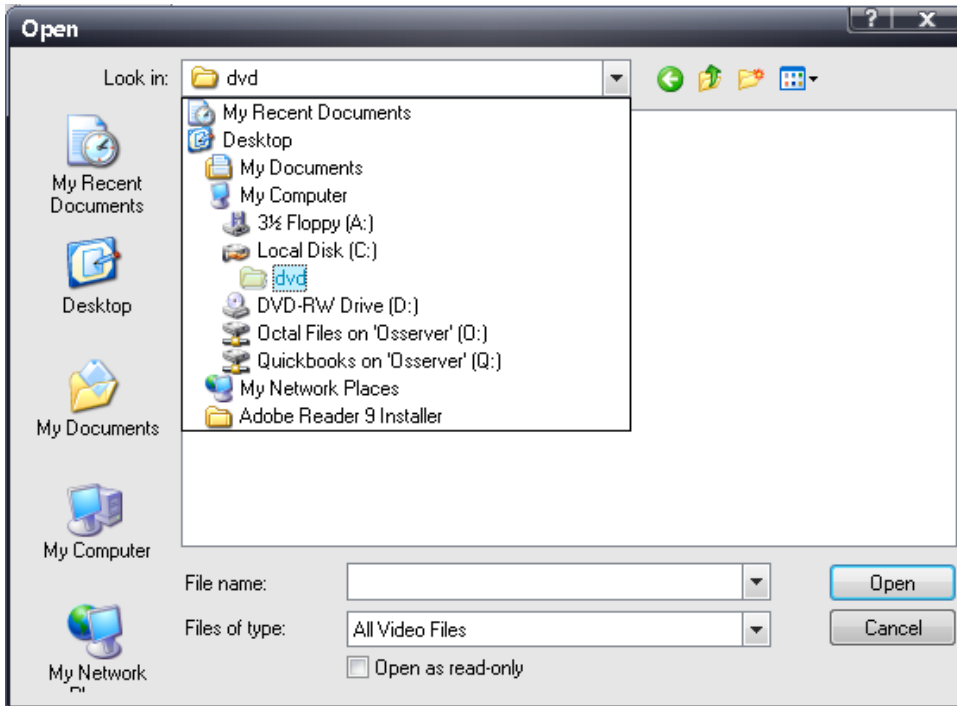 Open
? x
Look in: dvd
My Recent Documents
Desktop
My Documents
My Computer
3½ Floppy (A:)
Local Disk (C:)
dvd
DVD-RW Drive (D:)
Octal Files on 'Osserver' (O:)
Quickbooks on 'Osserver' (Q:)
My Network Places
Adobe Reader 9 Installer
My Recent
Documents
Desktop
My Documents
My Computer
My Network
File name:
Open
Files of type: All Video Files
Cancel
Open as read-only